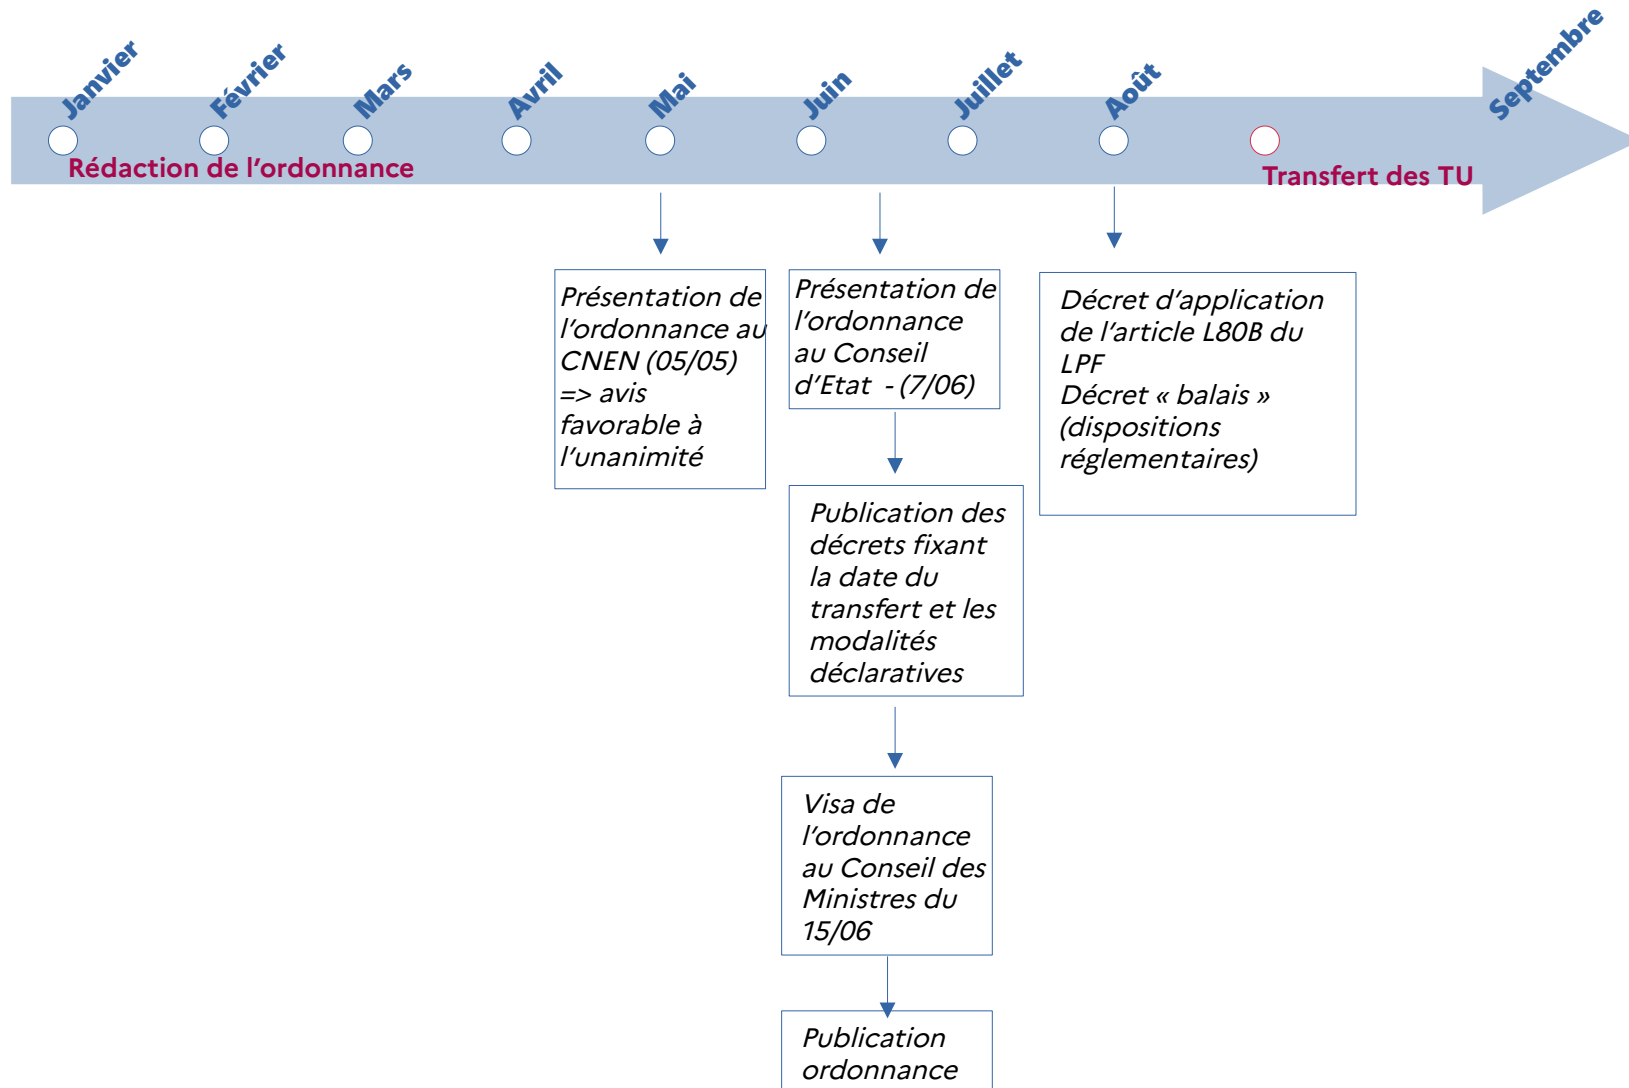 Janvier
Février
Mars
Avril
Mai
Juin
Juillet
Août
Septembre
Rédaction de l'ordonnance
Transfert des TU
Présentation de
l'ordonnance au
CNEN (05/05)
=> avis
favorable à
l'unanimité
Présentation de
l'ordonnance
au Conseil
d'Etat - (7/06)
Publication des
décrets fixant
la date du
transfert et les
modalités
déclaratives
Visa de
l'ordonnance
au Conseil des
Ministres du
15/06
Publication
ordonnance
Décret d'application
de l'article L80B du
LPF
Décret « balais »
(dispositions
réglementaires)